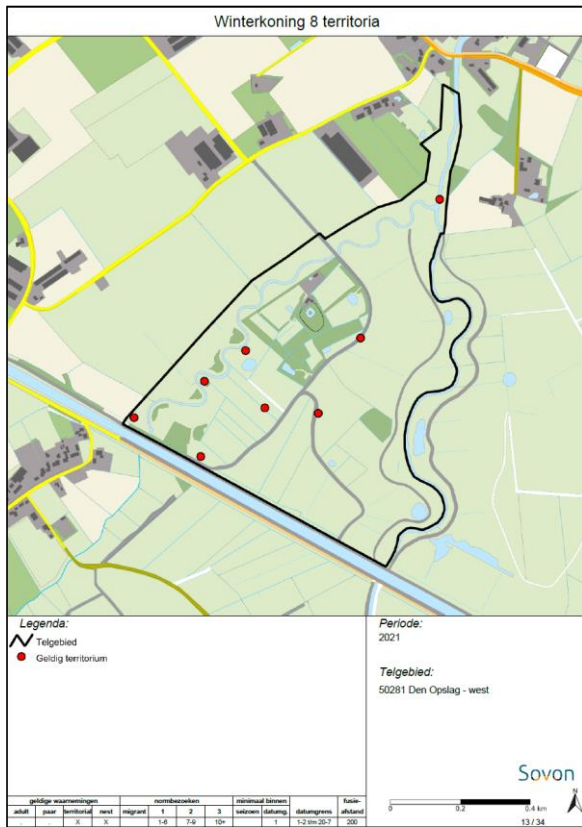 Winterkoning 8 territoria
Legenda:
Telgebied
Geldig territorium
Periode:
2021
Telgebied:
50281 Den Opslag - west
Sovon
N
0 0.2 0.4 km
13 / 34
geldige waarnemingen normbezoeken minimaal binnen fusie-
adult paar territoriaal nest migrant 1 2 3 seizoen datumg. datumgrens afstand
. . X X 1-6 7-9 10+ 1 1-2 t/m 20-7 200